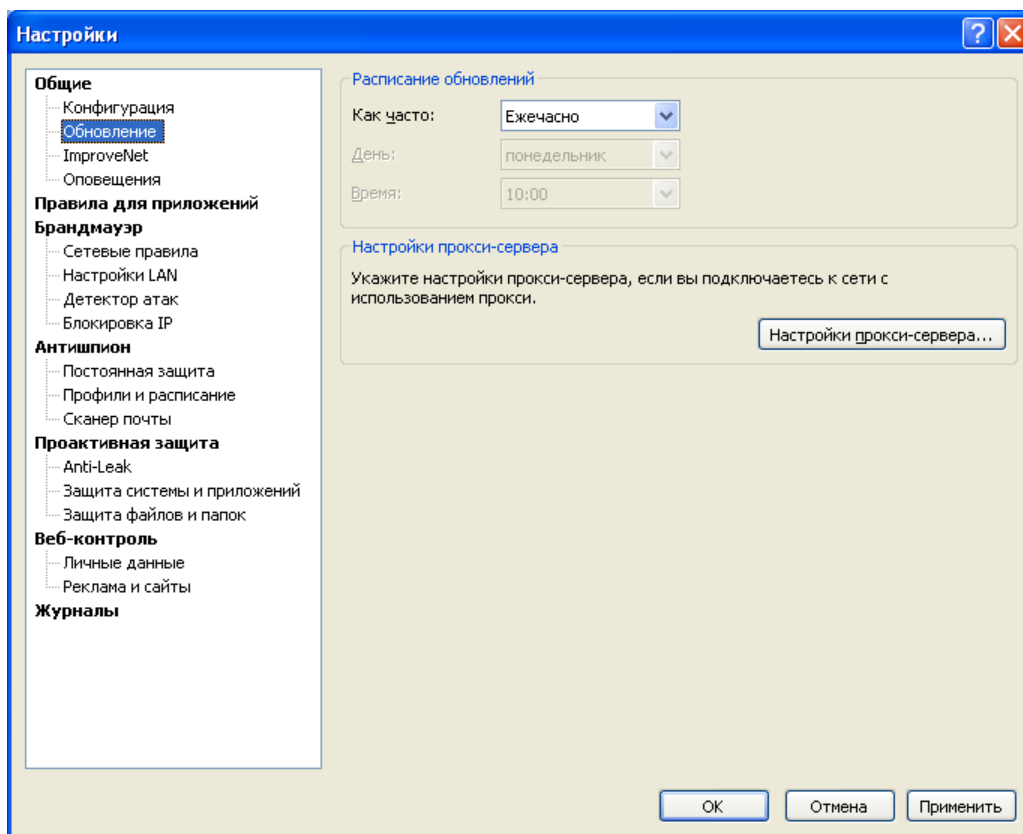 Настройки
Общие
Конфигурация
Обновление
ImproveNet
Оповещения
Правила для приложений
Брандмауэр
Сетевые правила
Настройки LAN
Детектор атак
Блокировка IP
Антишпион
Постоянная защита
Профили и расписание
Сканер почты
Проактивная защита
Anti-Leak
Защита системы и приложений
Защита файлов и папок
Веб-контроль
Личные данные
Реклама и сайты
Журналы
Расписание обновлений
Как часто: Ежечасно
День: понедельник
Время: 10:00
Настройки прокси-сервера
Укажите настройки прокси-сервера, если вы подключаетесь к сети с
использованием прокси.
Настройки прокси-сервера...
ОК Отмена Применить